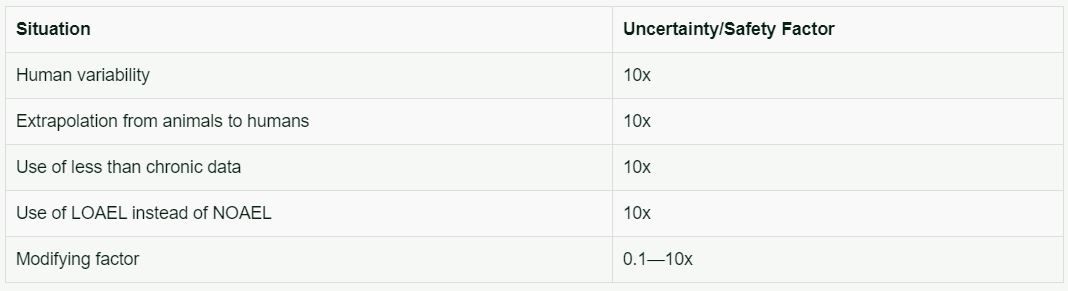 Situation Uncertainty/Safety Factor
Human variability 10x
Extrapolation from animals to humans 10x
Use of less than chronic data 10x
Use of LOAEL instead of NOAEL 10x
Modifying factor 0.1—10x